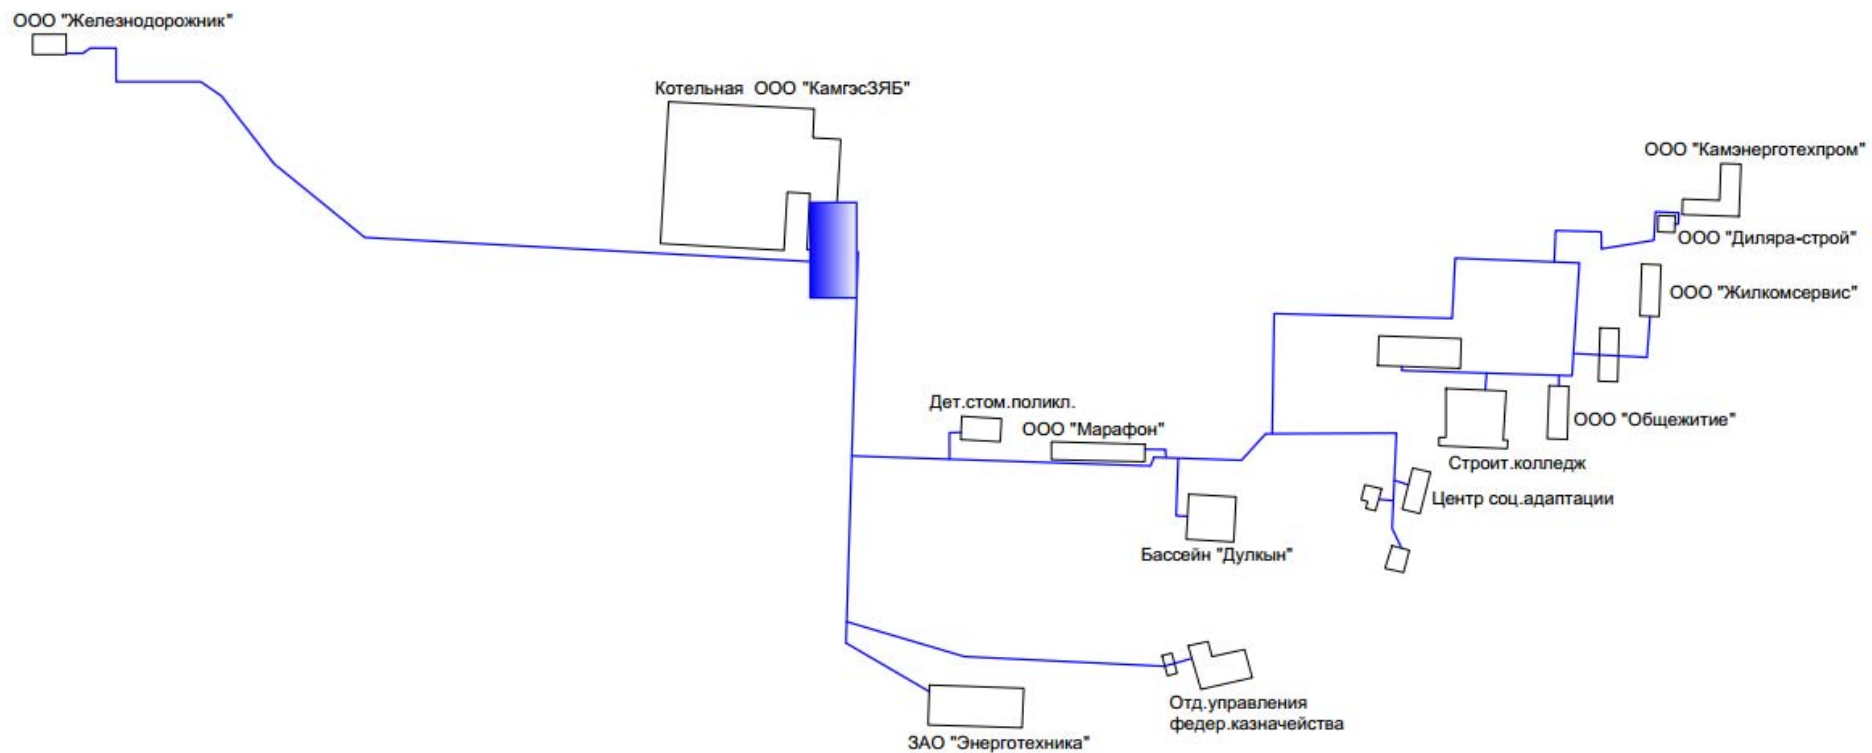 ООО "Железнодорожник"
Котельная ООО "КамгэсЗЯБ"
ООО "Камэнерготехпром"
ООО "Диляра-строй"
ООО "Жилкомсервис"
Дет.стом.поликл.
ООО "Марафон"
ООО "Общежитие"
Строит.колледж
Центр соц.адаптации
Бассейн "Дулкын"
Отд.управления
федер.казначейства
ЗАО "Энерготехника"